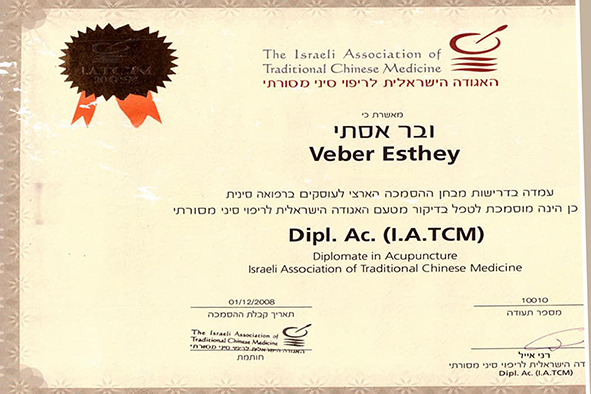 The Israeli Association of
Traditional Chinese Medicine
האגודה הישראלית לריפוי סיני מסורתי
I.A.T.C.M
מאשרת כי
ובר אסתי
Veber Esthey
עמדה בדרישות מבחן ההסמכה הארצי לעוסקים ברפואה סינית
כן הינה מוסמכת לטפל בדיקור מטעם האגודה הישראלית לריפוי סיני מסורתי
Dipl. Ac. (I.A.TCM)
Diplomate in Acupuncture
Israeli Association of Traditional Chinese Medicine
01/12/2008
תאריך קבלת ההסמכה
10010
מספר תעודה
The Israeli Association of
Traditional Chinese Medicine
האגודה הישראלית לריפוי סיני מסורתי
חותמת
רני אייל
דה הישראלית לריפוי סיני מסורתי
Dipl. Ac. (I.A.TCM)